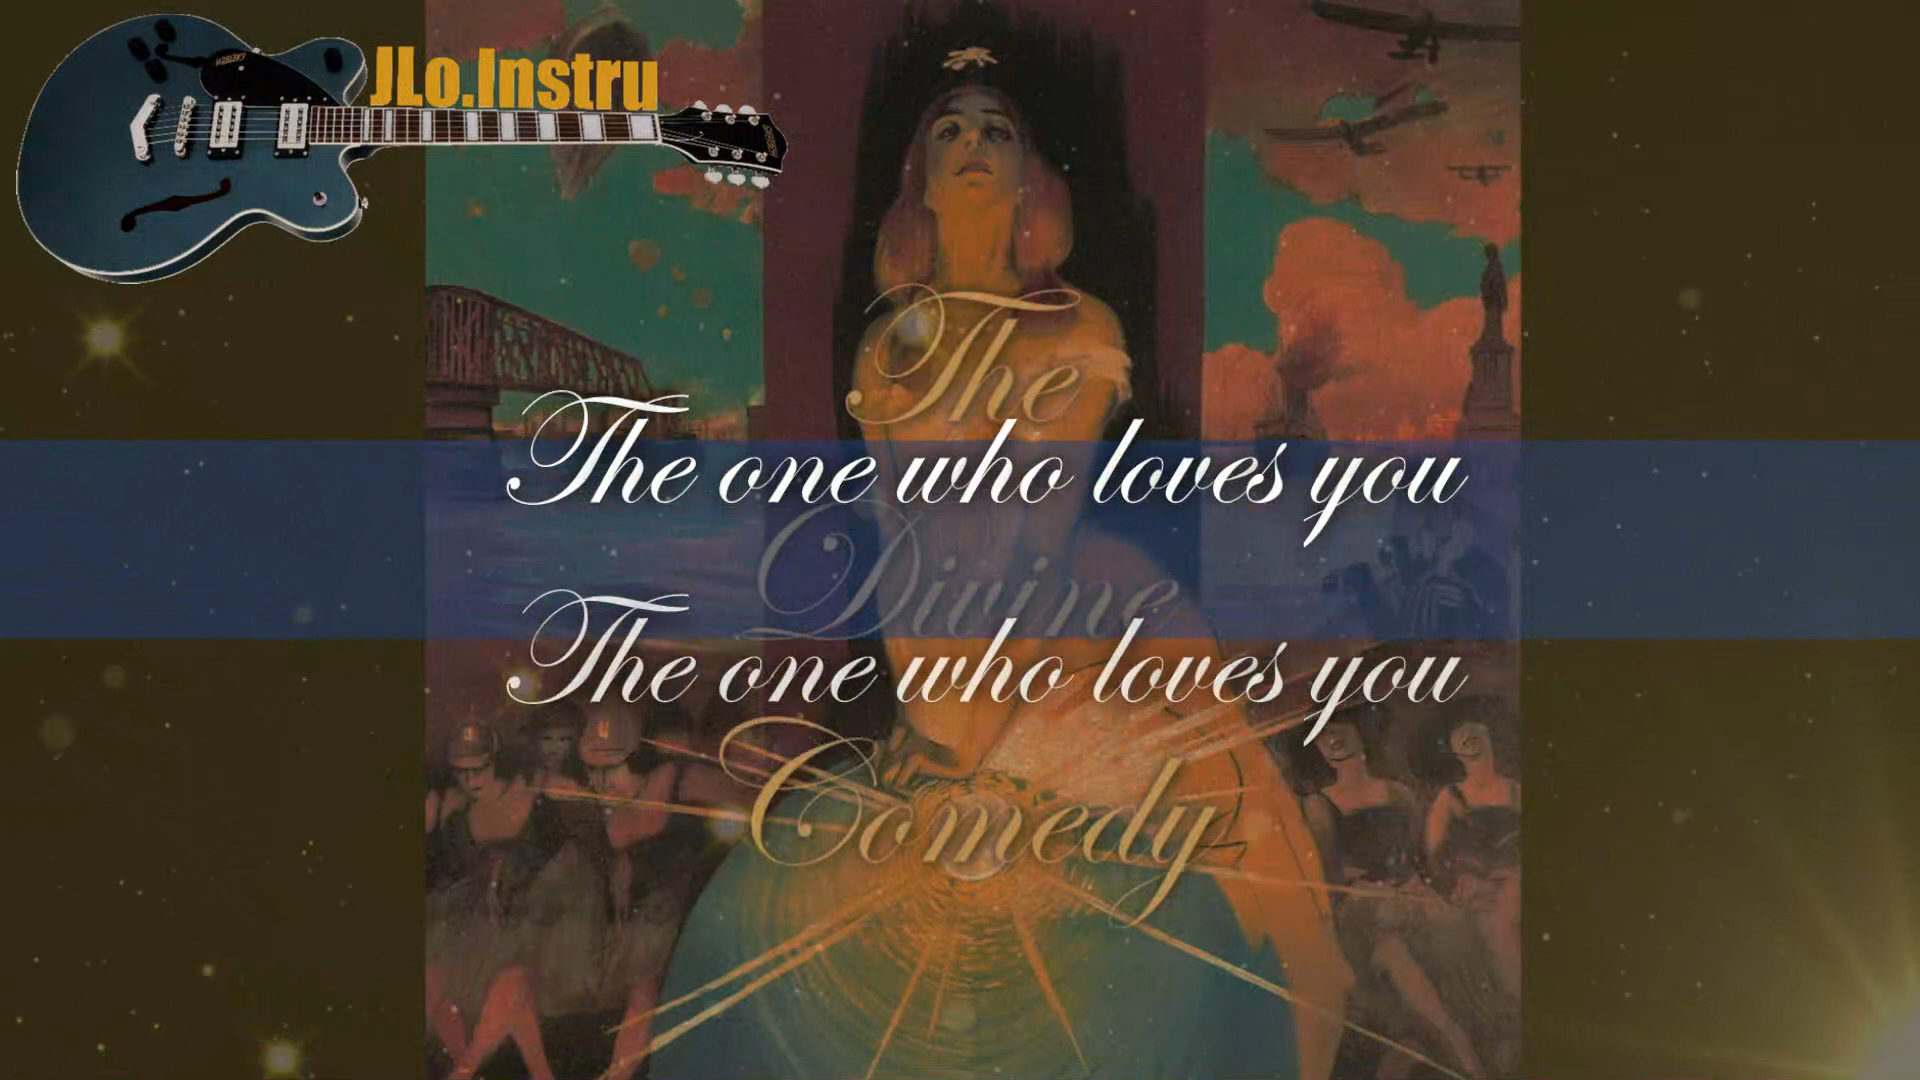 JLo.Instru
The
The one who loves you
Divine
The one who loves you
Comedy